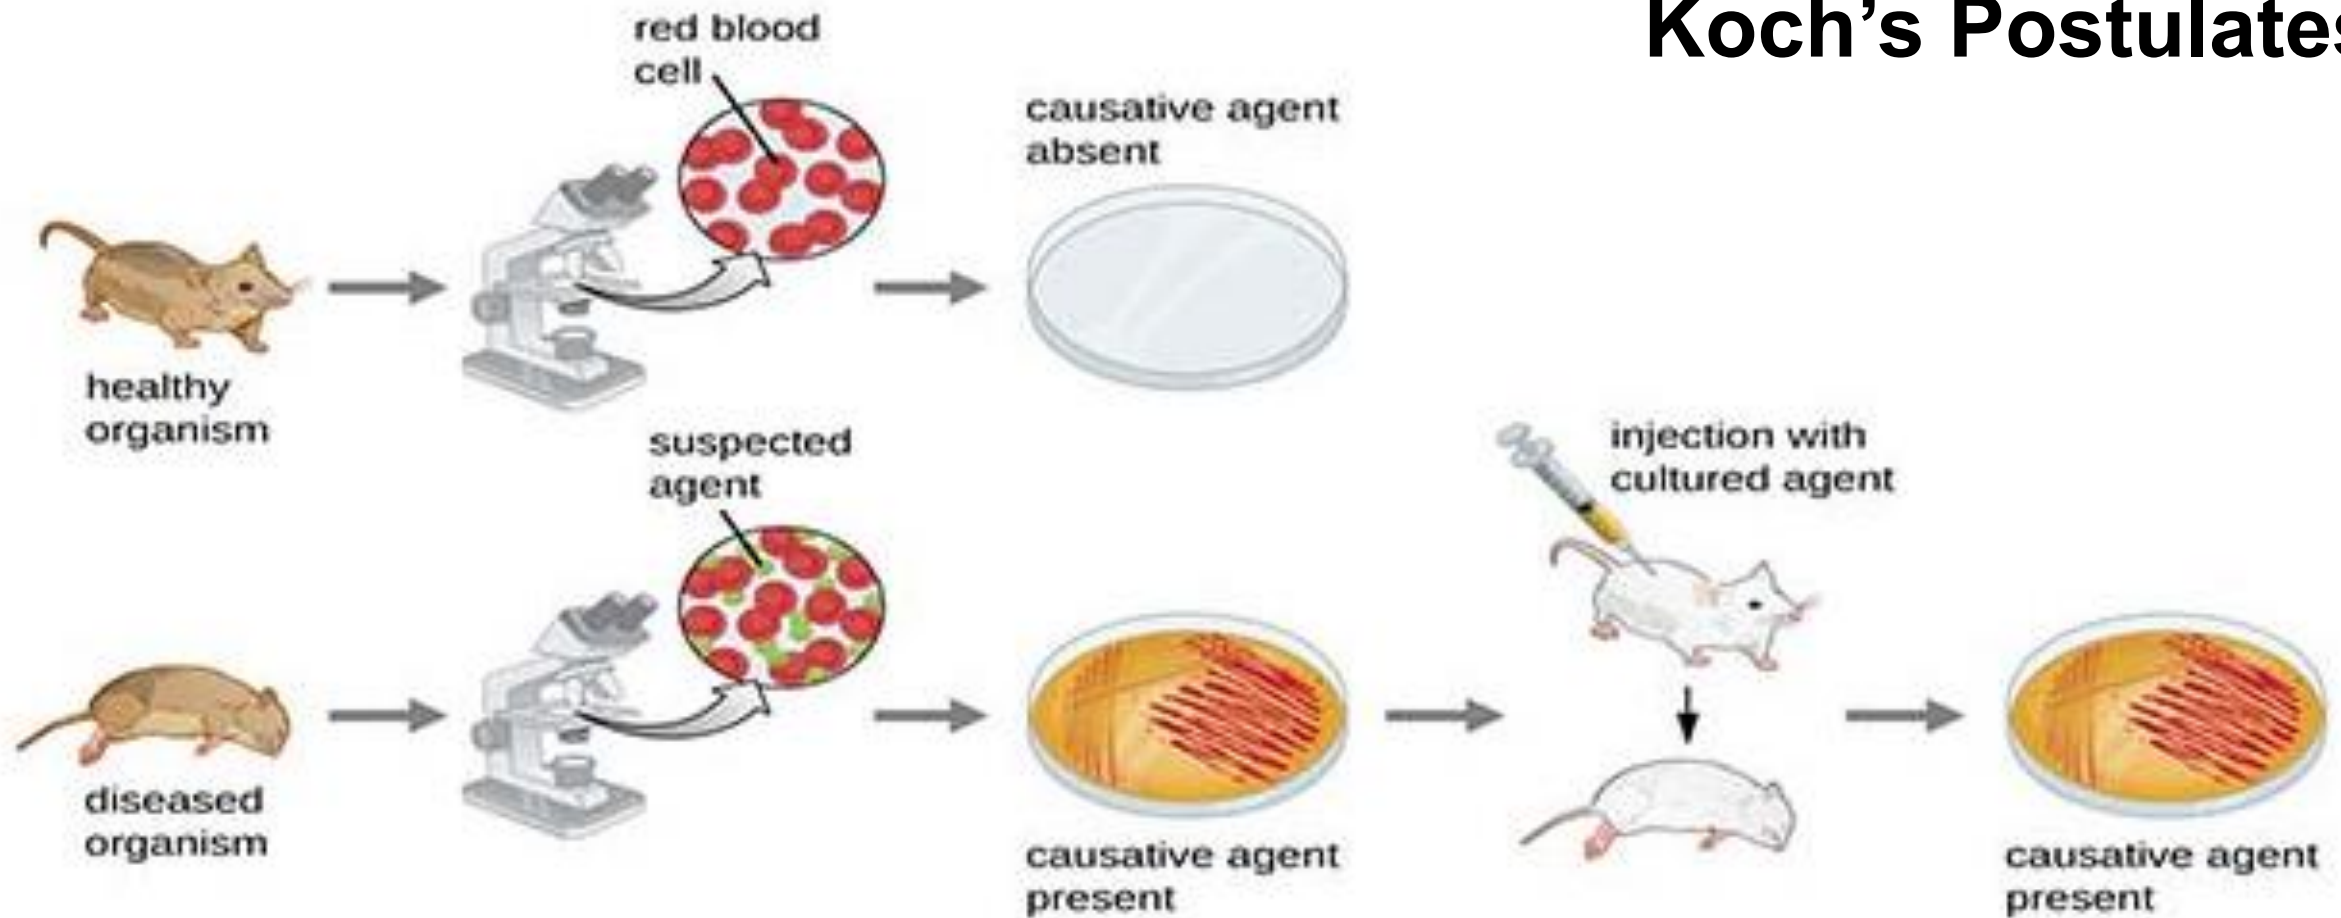 Koch's Postulates
red blood
cell
causative agent
absent
healthy
organism
suspected
agent
injection with
cultured agent
diseased
organism
causative agent
present
causative agent
present